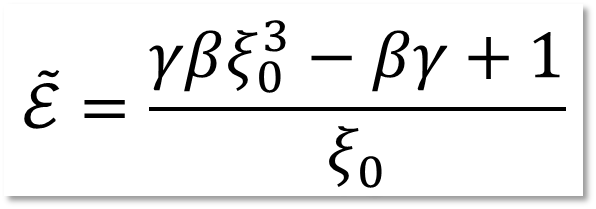 ℰ̃ = (γβξ₀³ − βγ + 1) / ξ₀